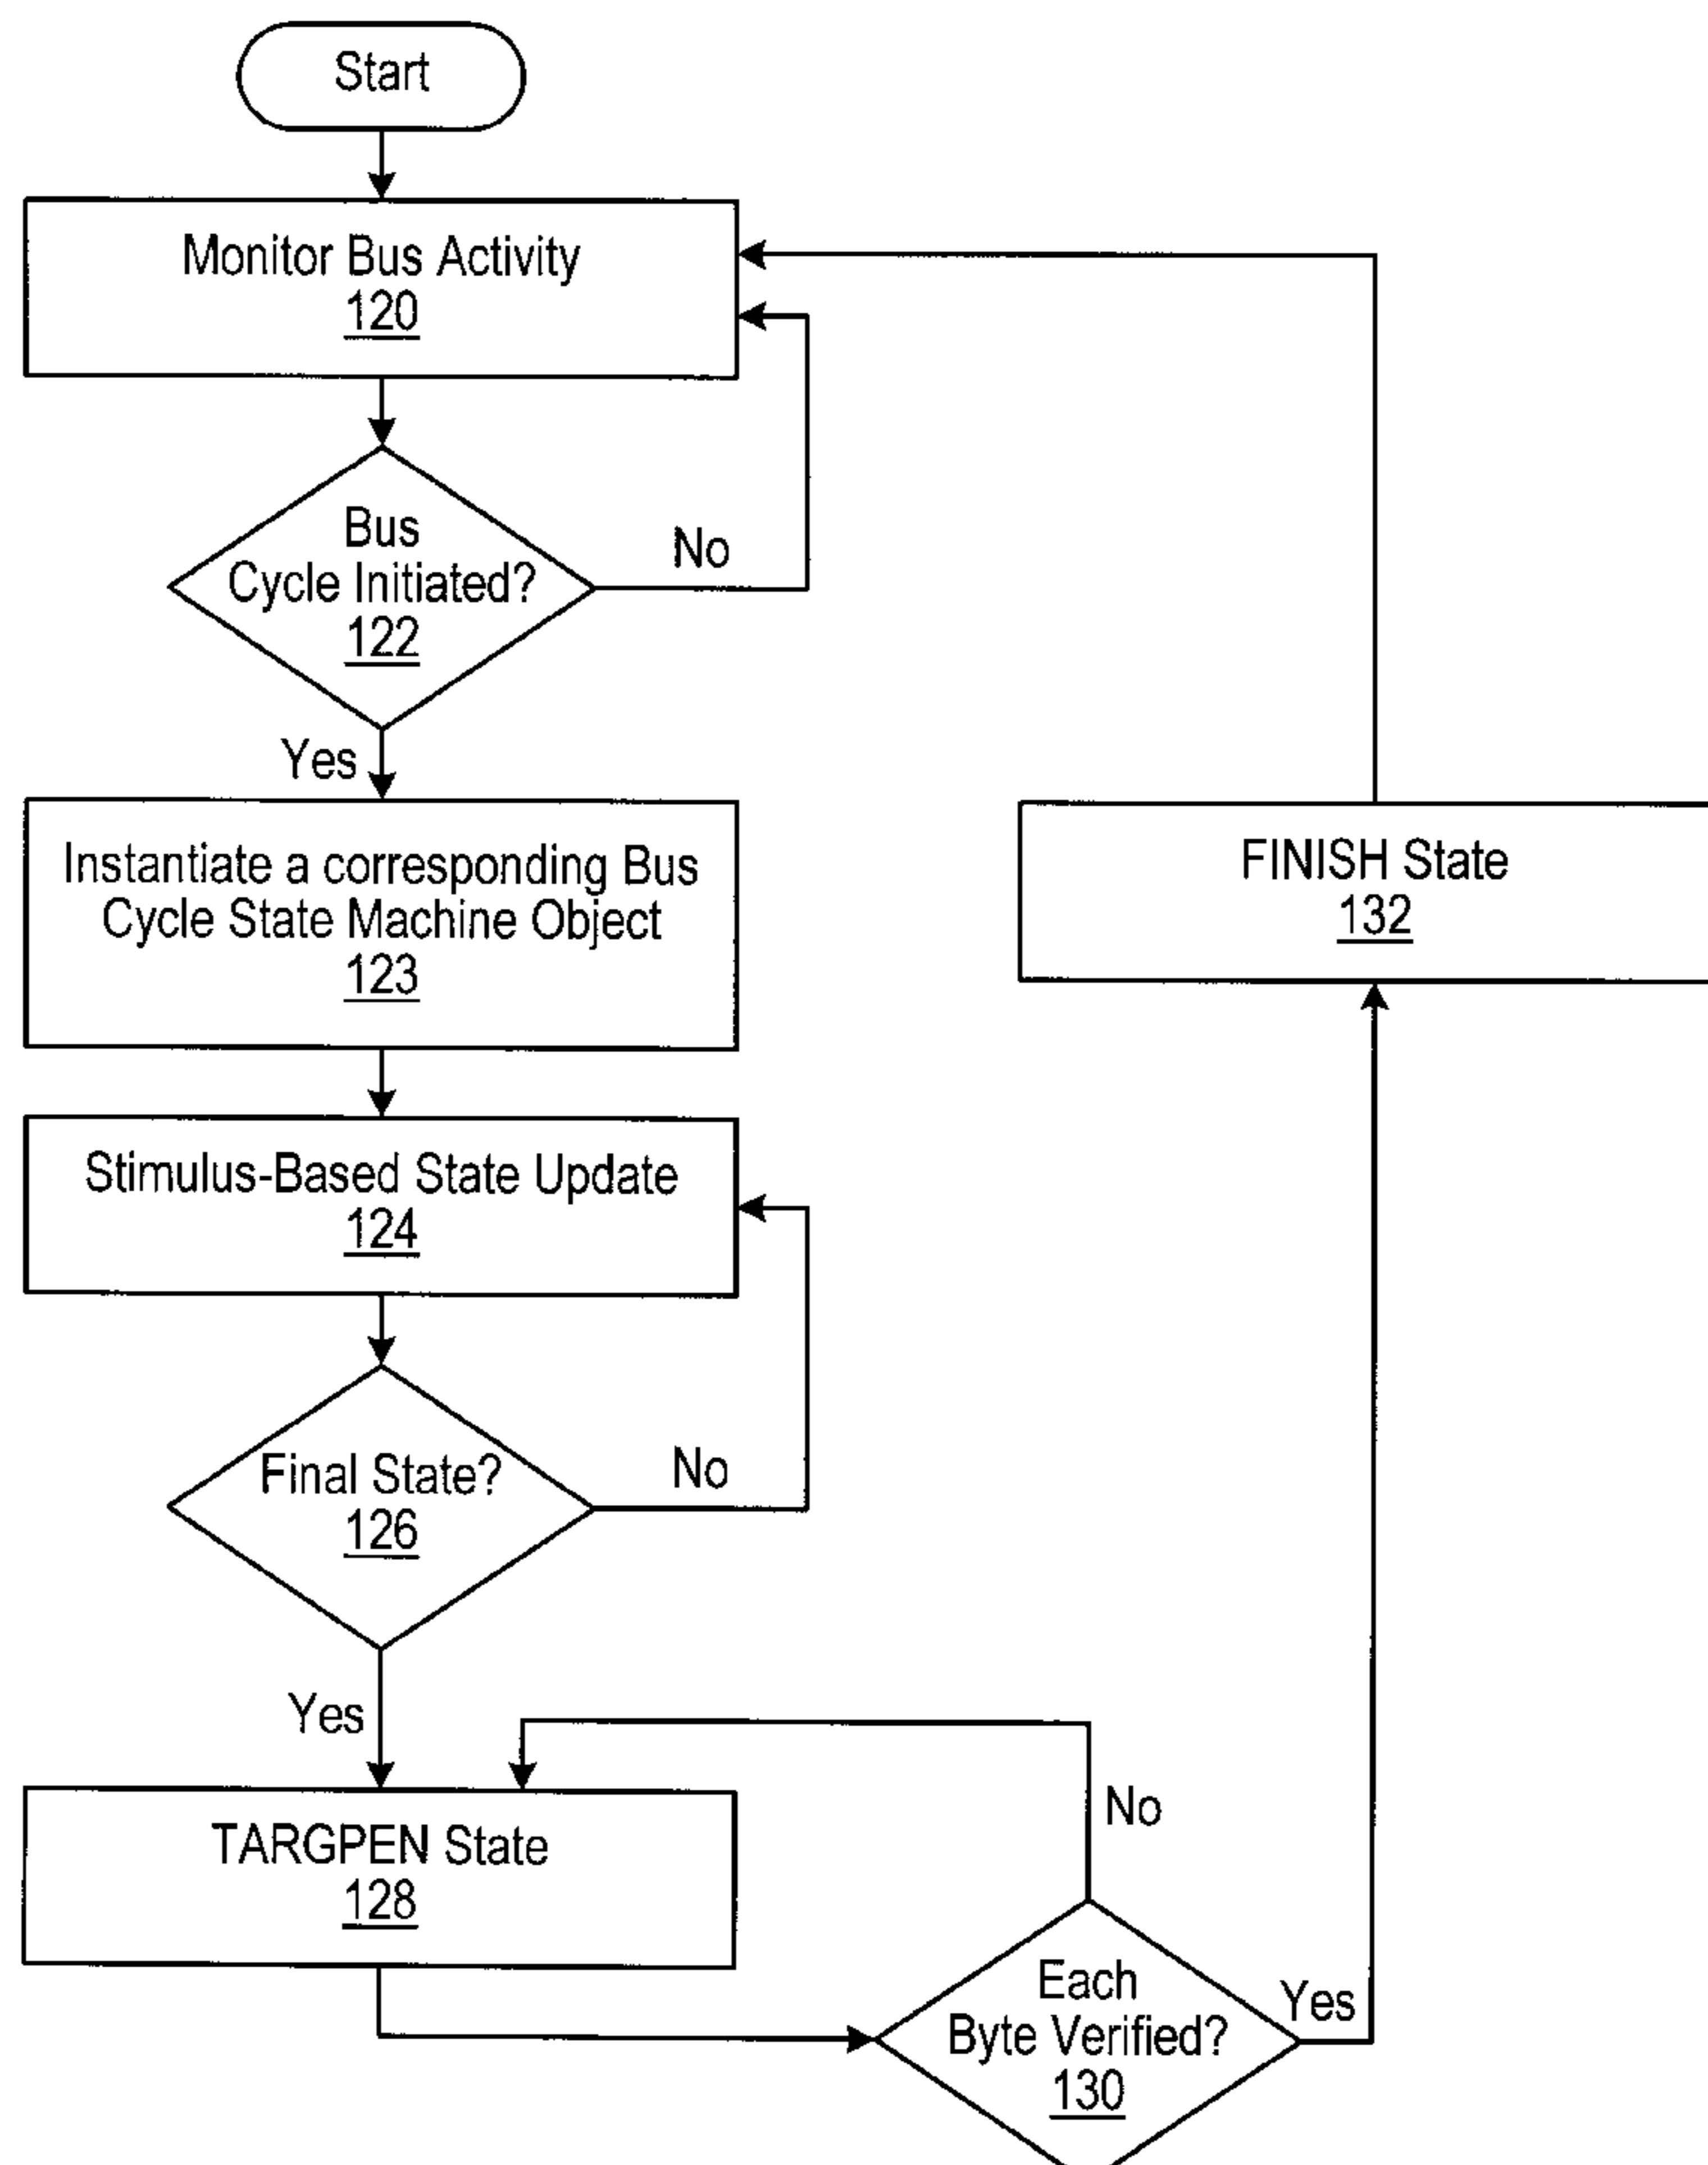 Start
Monitor Bus Activity
120
Bus
Cycle Initiated?
122
No
Yes
Instantiate a corresponding Bus
Cycle State Machine Object
123
FINISH State
132
Stimulus-Based State Update
124
Final State?
126
No
Yes
TARGPEN State
128
No
Each
Byte Verified?
130
Yes